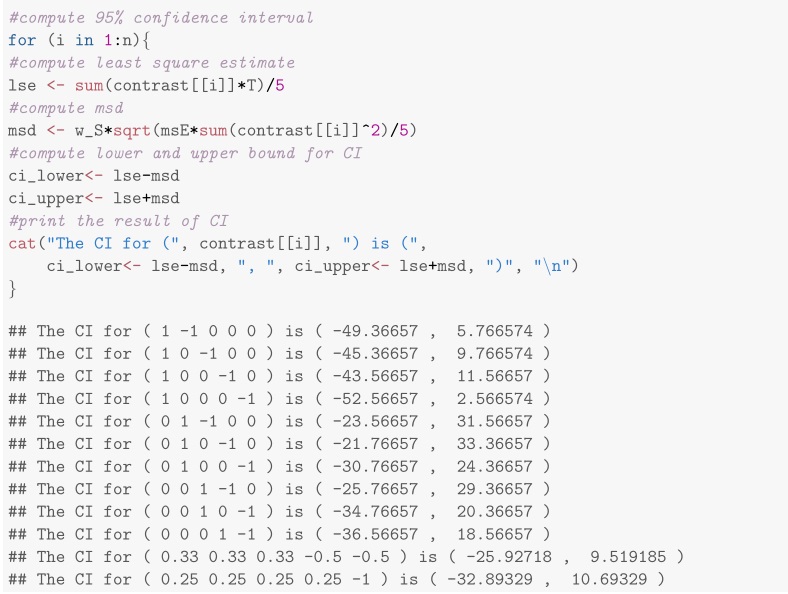 #compute 95% confidence interval
for (i in 1:n){
#compute least square estimate
lse <- sum(contrast[[i]]*T)/5
#compute msd
msd <- w_S*sqrt(msE*sum(contrast[[i]]^2)/5)
#compute lower and upper bound for CI
ci_lower<- lse-msd
ci_upper<- lse+msd
#print the result of CI
cat("The CI for (", contrast[[i]], ") is (",
    ci_lower<- lse-msd, ", ", ci_upper<- lse+msd, ")", "\n")
}
## The CI for ( 1 -1 0 0 0 ) is ( -49.36657 ,  5.766574 )
## The CI for ( 1 0 -1 0 0 ) is ( -45.36657 ,  9.766574 )
## The CI for ( 1 0 0 -1 0 ) is ( -43.56657 ,  11.56657 )
## The CI for ( 1 0 0 0 -1 ) is ( -52.56657 ,  2.566574 )
## The CI for ( 0 1 -1 0 0 ) is ( -23.56657 ,  31.56657 )
## The CI for ( 0 1 0 -1 0 ) is ( -21.76657 ,  33.36657 )
## The CI for ( 0 1 0 0 -1 ) is ( -30.76657 ,  24.36657 )
## The CI for ( 0 0 1 -1 0 ) is ( -25.76657 ,  29.36657 )
## The CI for ( 0 0 1 0 -1 ) is ( -34.76657 ,  20.36657 )
## The CI for ( 0 0 0 1 -1 ) is ( -36.56657 ,  18.56657 )
## The CI for ( 0.33 0.33 0.33 -0.5 -0.5 ) is ( -25.92718 ,  9.519185 )
## The CI for ( 0.25 0.25 0.25 0.25 -1 ) is ( -32.89329 ,  10.69329 )